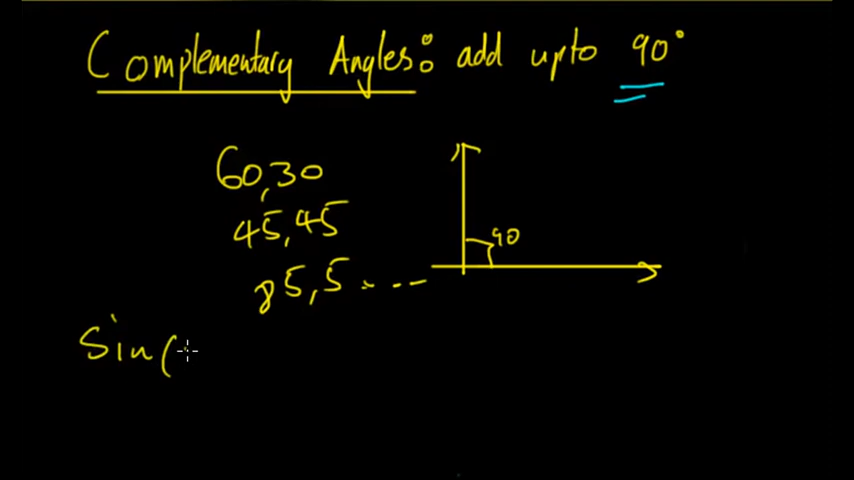 Complementary Angles: add upto 90°
60,30
45,45
90
85,5 . . --
Sin(